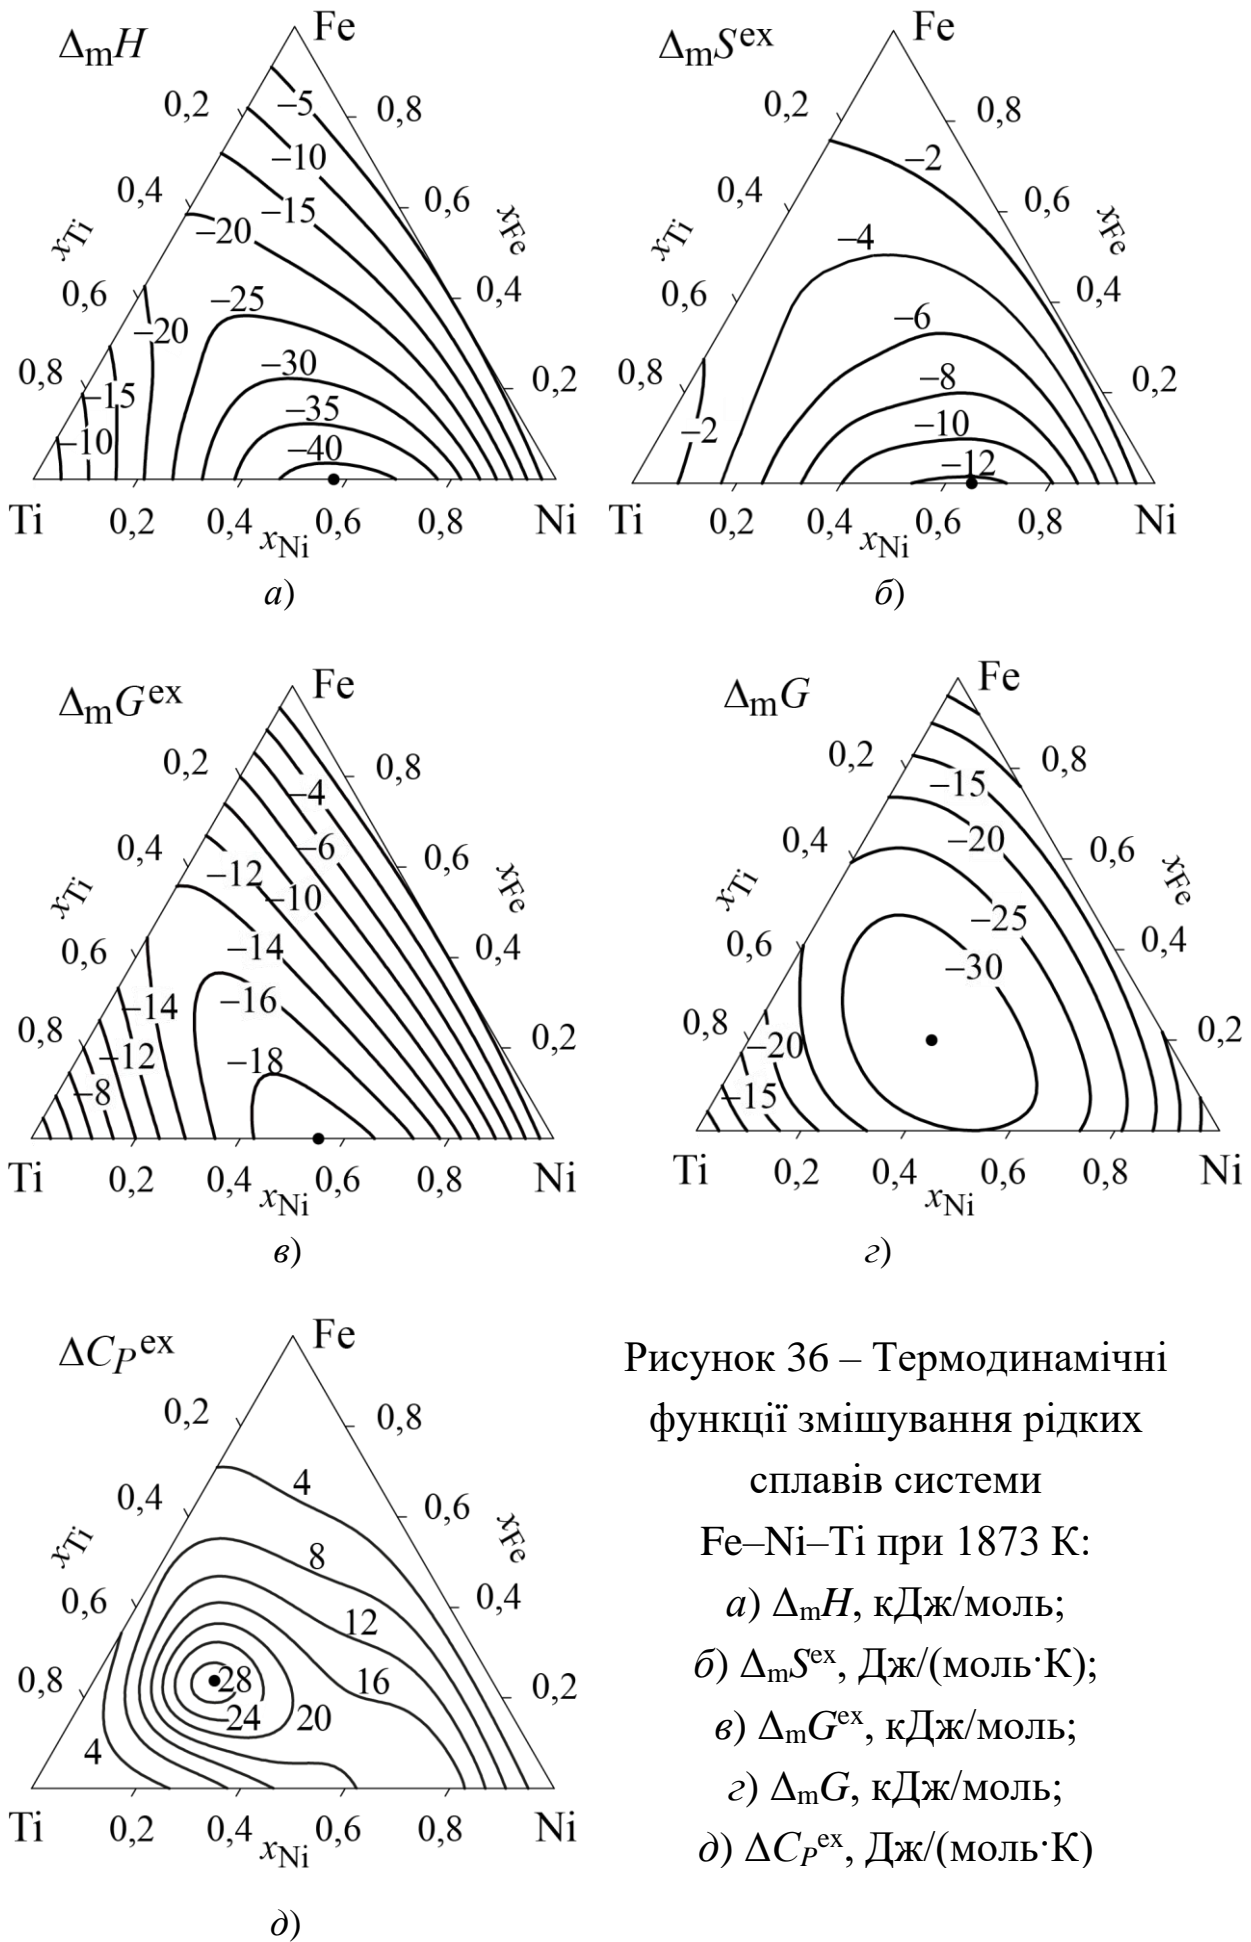 ΔmH
Fe
0,2
0,8
0,4
0,6
xTi
xFe
0,6
0,4
0,8
0,2
–5
–10
–15
–20
–25
–20
–30
–15
–35
–10
–40
Ti
0,2
0,4
xNi
0,6
0,8
Ni
а)
ΔmSex
Fe
0,2
0,8
0,4
0,6
xTi
xFe
0,6
0,4
0,8
0,2
–2
–4
–6
–8
–2
–10
–12
Ti
0,2
0,4
xNi
0,6
0,8
Ni
б)
ΔmGex
Fe
0,2
0,8
0,4
0,6
xTi
xFe
0,6
0,4
0,8
0,2
–4
–6
–12
–10
–14
–16
–14
–12
–18
–8
Ti
0,2
0,4
xNi
0,6
0,8
Ni
в)
ΔmG
Fe
0,2
0,8
0,4
0,6
xTi
xFe
0,6
0,4
0,8
0,2
–15
–20
–25
–30
–20
–15
Ti
0,2
0,4
xNi
0,6
0,8
Ni
г)
ΔCPex
Fe
0,2
0,8
0,4
0,6
xTi
xFe
0,6
0,4
0,8
0,2
4
8
12
28
16
24
20
4
Ti
0,2
0,4
xNi
0,6
0,8
Ni
д)
Рисунок 36 – Термодинамічні
функції змішування рідких
сплавів системи
Fe–Ni–Ti при 1873 К:
а) ΔmH, кДж/моль;
б) ΔmSex, Дж/(моль·К);
в) ΔmGex, кДж/моль;
г) ΔmG, кДж/моль;
д) ΔCPex, Дж/(моль·К)